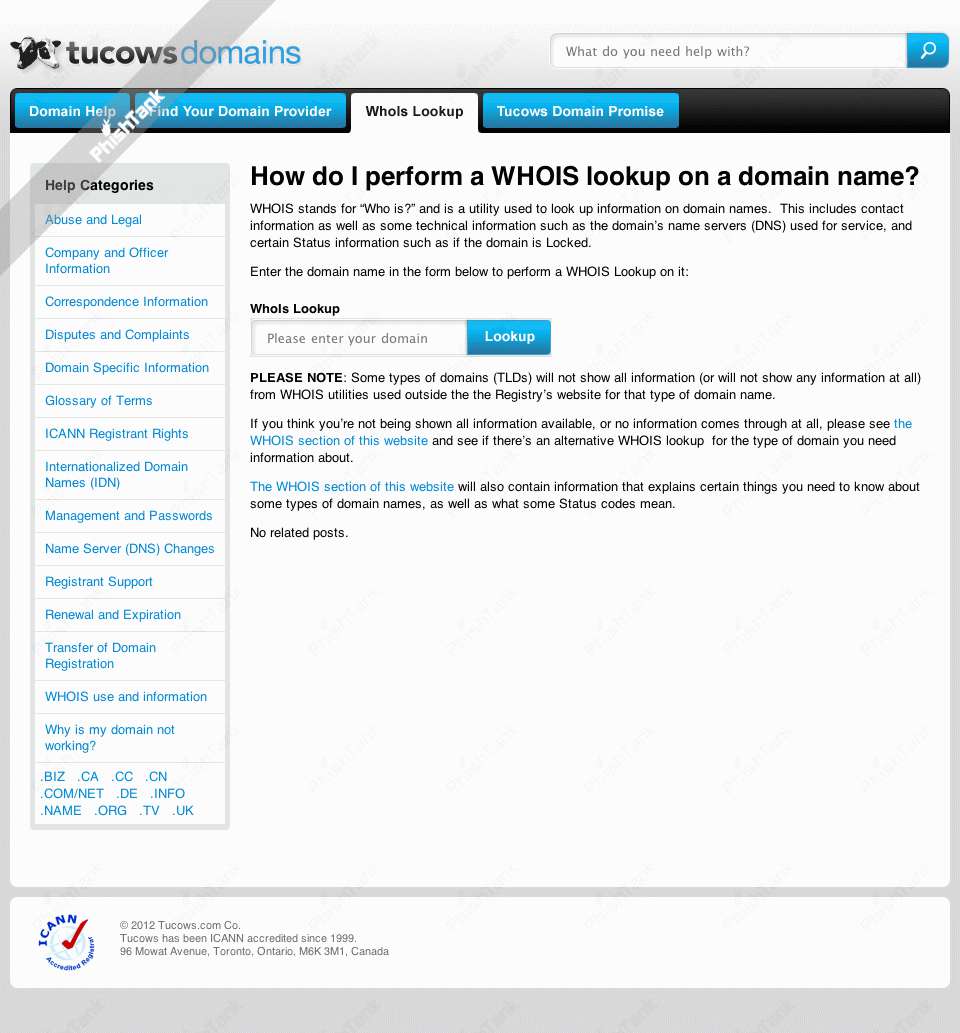 tucowsdomains
What do you need help with?
Domain Help
Find Your Domain Provider
WhoIs Lookup
Tucows Domain Promise
PhishTank
Help Categories
Abuse and Legal
Company and Officer
Information
Correspondence Information
Disputes and Complaints
Domain Specific Information
Glossary of Terms
ICANN Registrant Rights
Internationalized Domain
Names (IDN)
Management and Passwords
Name Server (DNS) Changes
Registrant Support
Renewal and Expiration
Transfer of Domain
Registration
WHOIS use and information
Why is my domain not
working?
.BIZ .CA .CC .CN
.COM/NET .DE .INFO
.NAME .ORG .TV .UK
How do I perform a WHOIS lookup on a domain name?
WHOIS stands for “Who is?” and is a utility used to look up information on domain names.  This includes contact
information as well as some technical information such as the domain’s name servers (DNS) used for service, and
certain Status information such as if the domain is Locked.
Enter the domain name in the form below to perform a WHOIS Lookup on it:
WhoIs Lookup
Please enter your domain
Lookup
PLEASE NOTE: Some types of domains (TLDs) will not show all information (or will not show any information at all)
from WHOIS utilities used outside the the Registry’s website for that type of domain name.
If you think you’re not being shown all information available, or no information comes through at all, please see the
WHOIS section of this website and see if there’s an alternative WHOIS lookup  for the type of domain you need
information about.
The WHOIS section of this website will also contain information that explains certain things you need to know about
some types of domain names, as well as what some Status codes mean.
No related posts.
ICANN
Accredited Registrar
© 2012 Tucows.com Co.
Tucows has been ICANN accredited since 1999.
96 Mowat Avenue, Toronto, Ontario, M6K 3M1, Canada